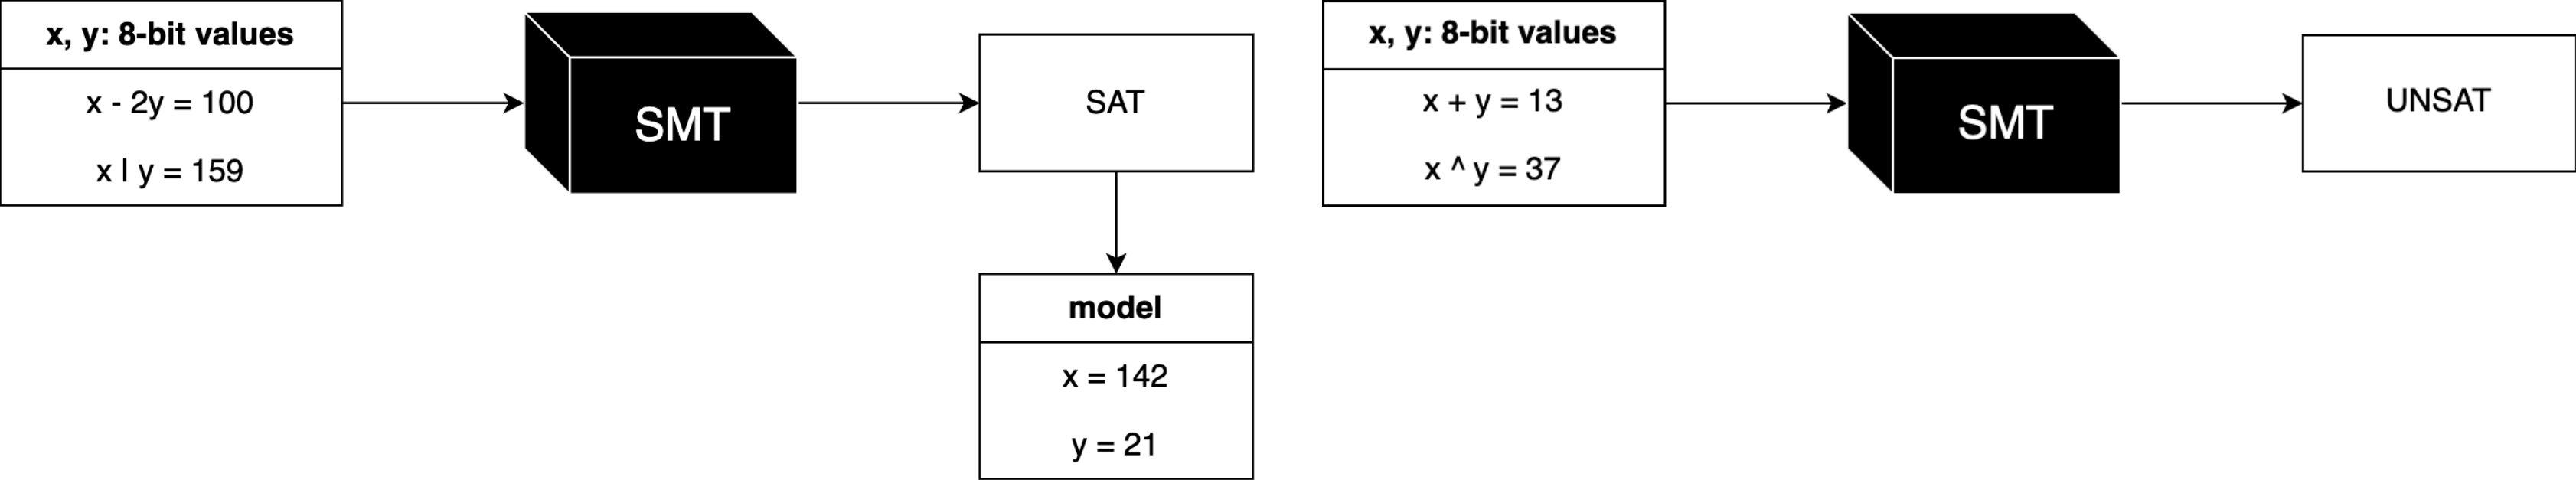 x, y: 8-bit values
x - 2y = 100
x | y = 159
SMT
SAT
model
x = 142
y = 21
x, y: 8-bit values
x + y = 13
x ^ y = 37
SMT
UNSAT